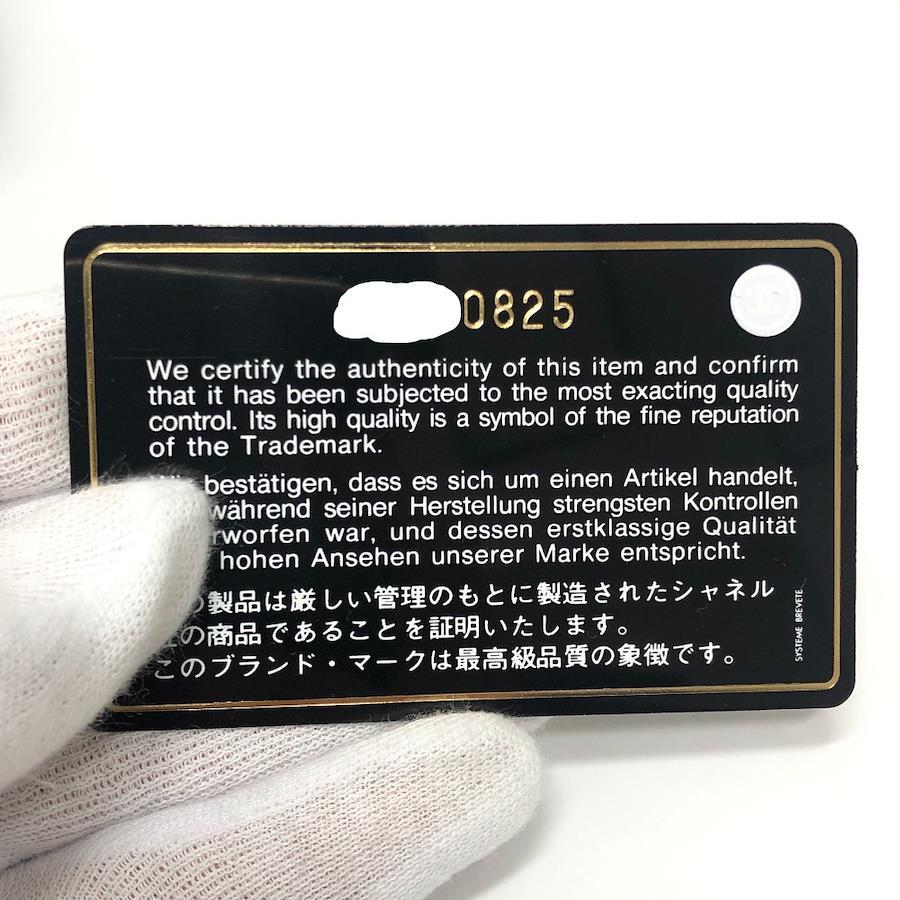 0825
We certify the authenticity of this item and confirm
that it has been subjected to the most exacting quality
control. Its high quality is a symbol of the fine reputation
of the Trademark.
bestätigen, dass es sich um einen Artikel handelt,
während seiner Herstellung strengsten Kontrollen
worfen war, und dessen erstklassige Qualität
hohen Ansehen unserer Marke entspricht.
製品は厳しい管理のもとに製造されたシャネル
の商品であることを証明いたします。
このブランド・マークは最高級品質の象徴です。
SYSTEME BREVETE